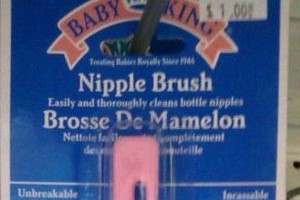 $1.00
BABY KING
Treating Babies Royally Since 1946
Nipple Brush
Easily and thoroughly cleans bottle nipples
Brosse De Mamelon
Nettoie
Unbreakable
Incassable